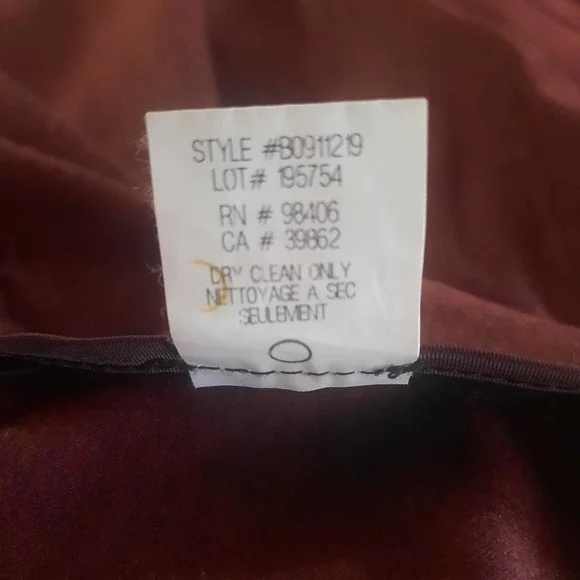 STYLE #B0911219
LOT# 195754
RN # 98406
CA # 39862
DRY CLEAN ONLY
NETTOYAGE A SEC
SEULEMENT